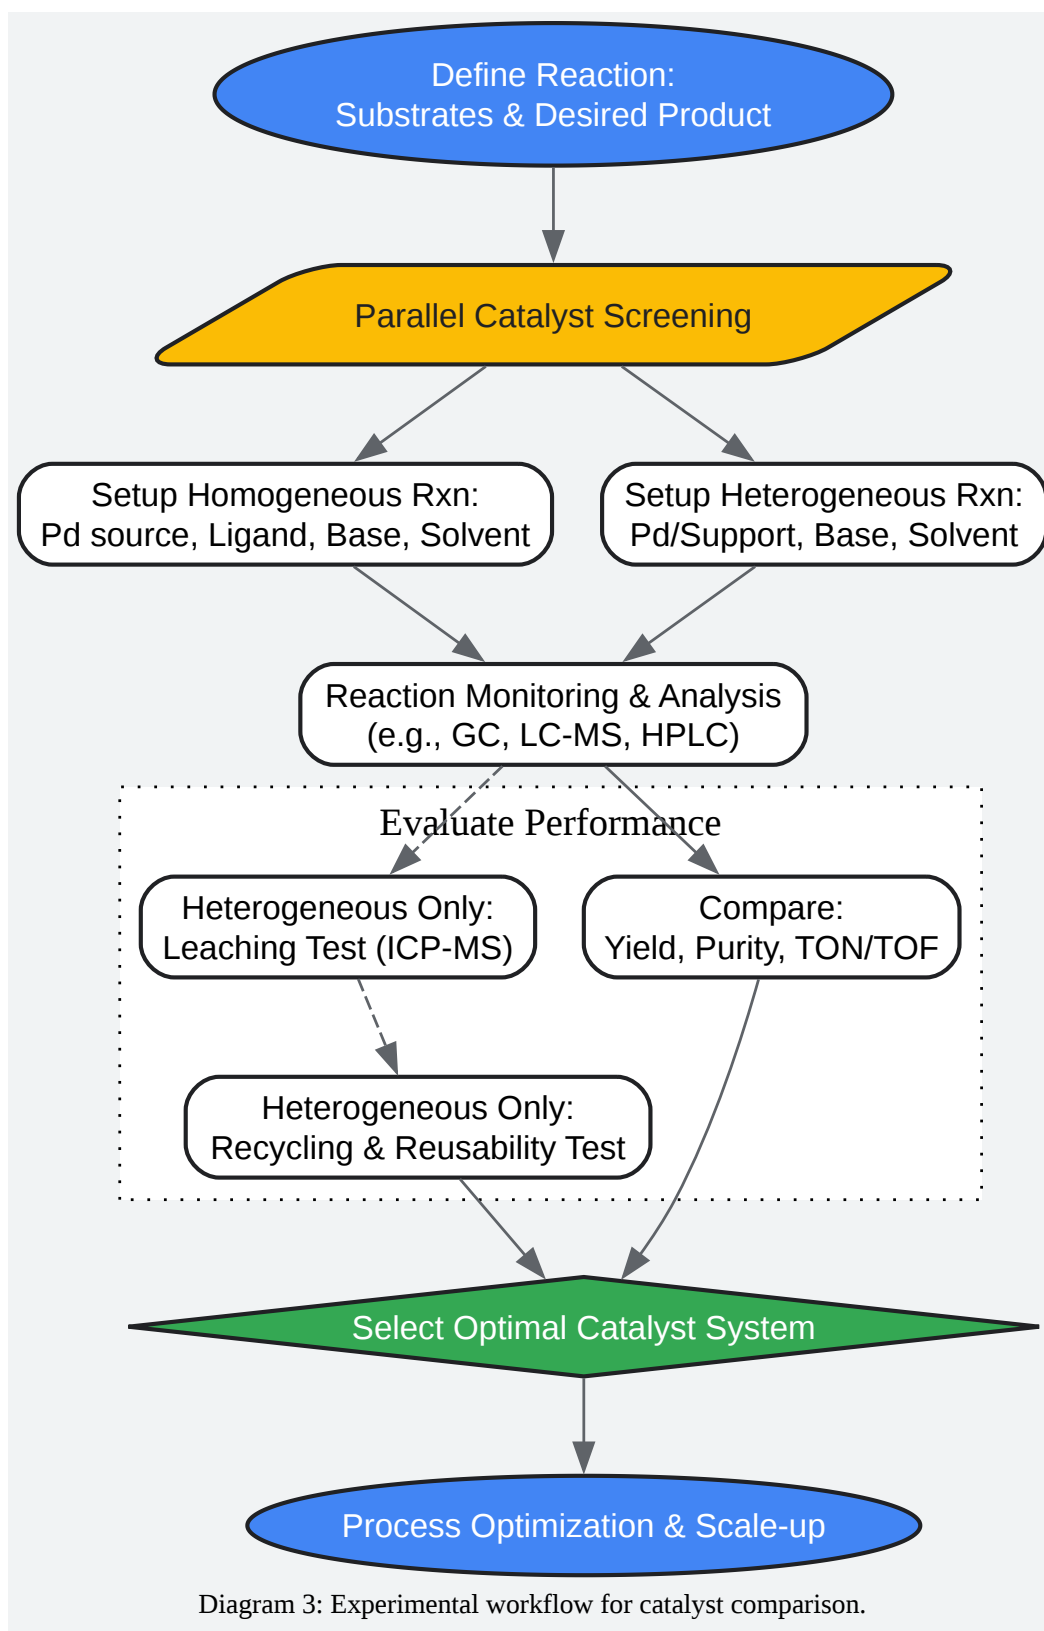 Define Reaction:
Substrates & Desired Product
Parallel Catalyst Screening
Setup Homogeneous Rxn:
Pd source, Ligand, Base, Solvent
Setup Heterogeneous Rxn:
Pd/Support, Base, Solvent
Reaction Monitoring & Analysis
(e.g., GC, LC-MS, HPLC)
Evaluate Performance
Heterogeneous Only:
Leaching Test (ICP-MS)
Compare:
Yield, Purity, TON/TOF
Heterogeneous Only:
Recycling & Reusability Test
Select Optimal Catalyst System
Process Optimization & Scale-up
Diagram 3: Experimental workflow for catalyst comparison.